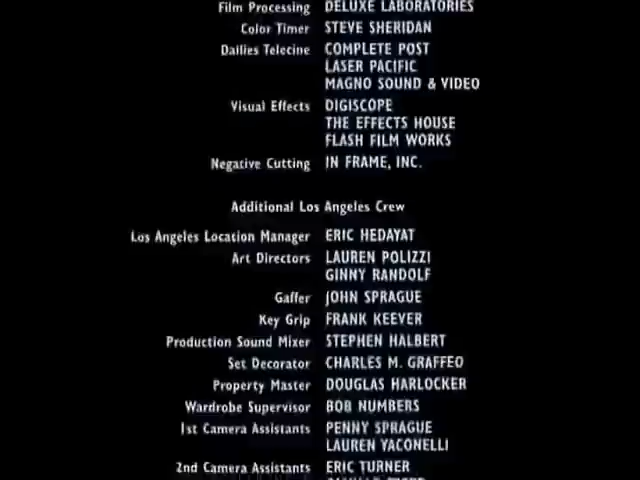 Film Processing DELUXE LABORATORIES
Color Timer STEVE SHERIDAN
Dailies Telecine COMPLETE POST
LASER PACIFIC
MAGNO SOUND & VIDEO
Visual Effects DIGISCOPE
THE EFFECTS HOUSE
FLASH FILM WORKS
Negative Cutting IN FRAME, INC.
Additional Los Angeles Crew
Los Angeles Location Manager ERIC HEDAYAT
Art Directors LAUREN POLIZZI
GINNY RANDOLF
Gaffer JOHN SPRAGUE
Key Grip FRANK KEEVER
Production Sound Mixer STEPHEN HALBERT
Set Decorator CHARLES M. GRAFFEO
Property Master DOUGLAS HARLOCKER
Wardrobe Supervisor BOB NUMBERS
1st Camera Assistants PENNY SPRAGUE
LAUREN YACONELLI
2nd Camera Assistants ERIC TURNER